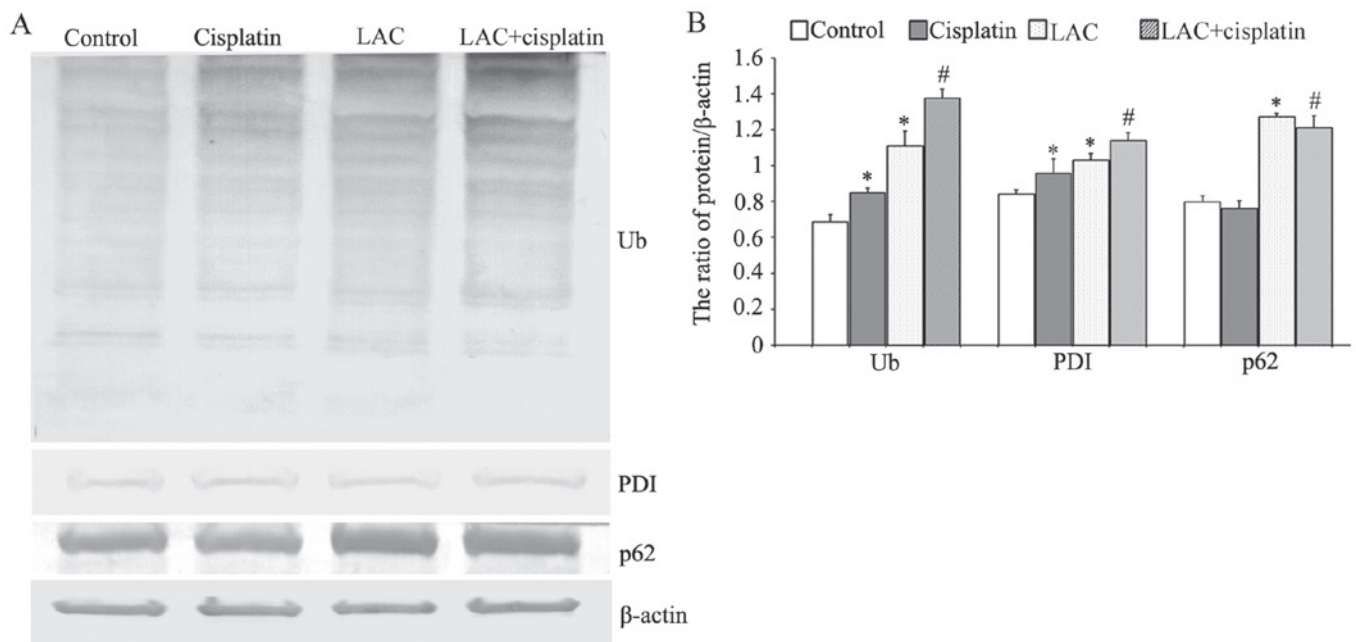 A
Control Cisplatin LAC LAC+cisplatin
Ub
PDI
p62
β-actin
B
Control Cisplatin LAC LAC+cisplatin
The ratio of protein/β-actin
1.6
1.4
1.2
1
0.8
0.6
0.4
0.2
0
* * #
* * #
* #
Ub PDI p62